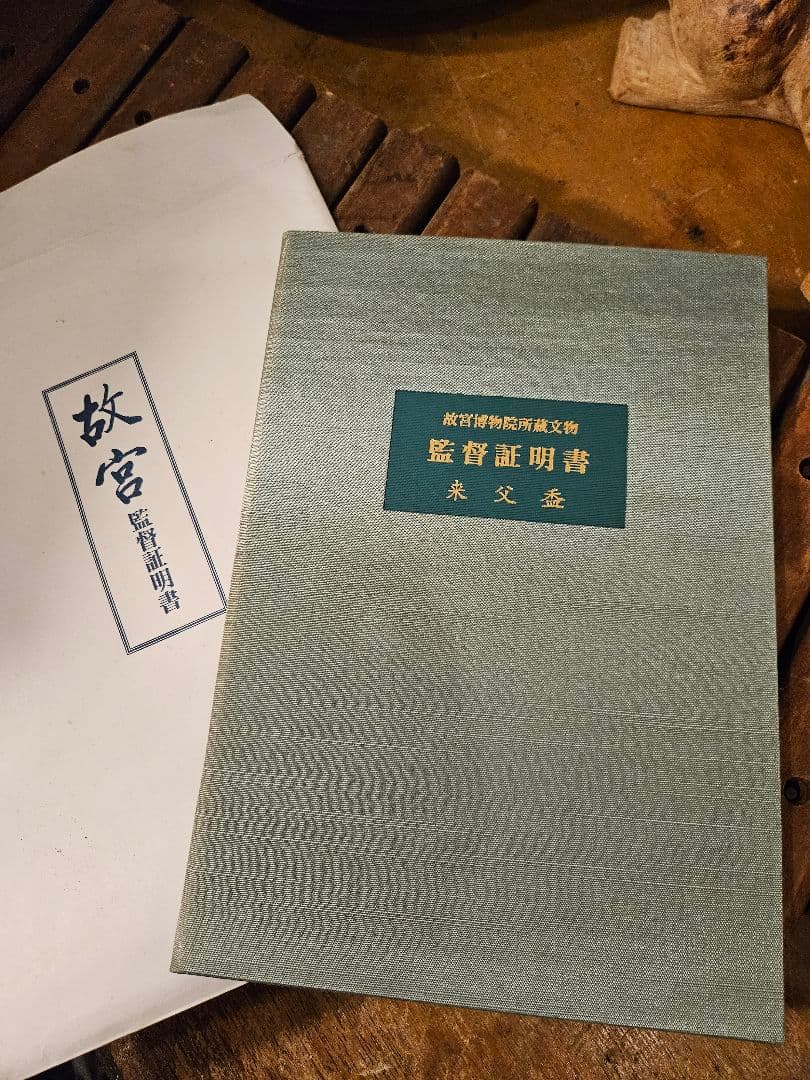 故宮
監督証明書
故宮博物院所蔵文物
監督証明書
来父盉